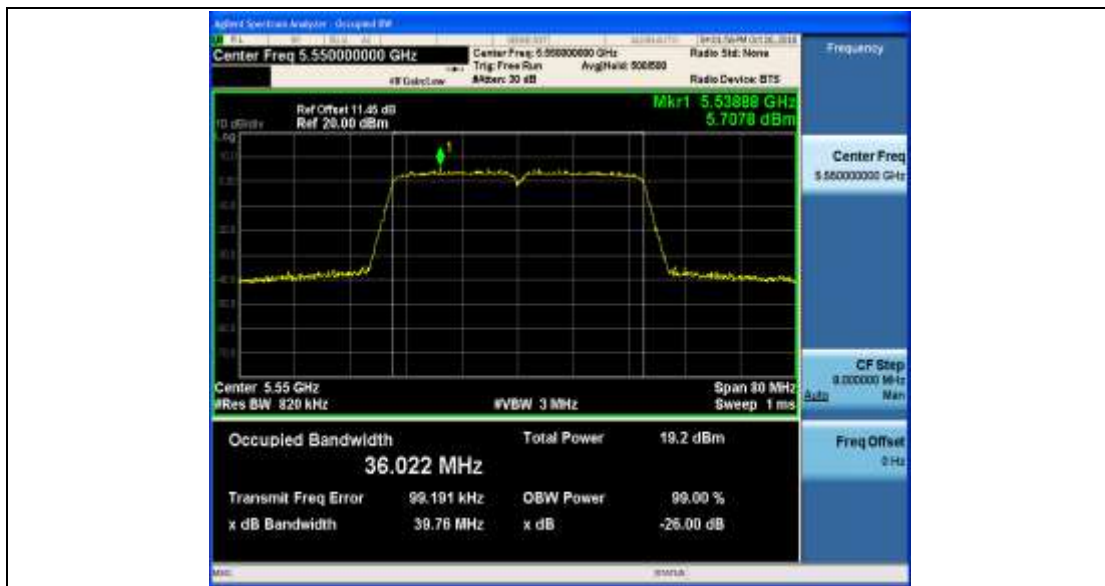 Agilent Spectrum Analyzer - Occupied BW
Center Freq 5.550000000 GHz
Center Freq: 5.550000000 GHz
Radio Std: None
Trig: Free Run
Avg|Hold: 500/500
#IFGain:Low
#Atten: 30 dB
Radio Device: BTS
Frequency
Ref Offset 11.45 dB
Mkr1 5.53888 GHz
10 dB/div
Ref 20.00 dBm
5.7078 dBm
Log
1
Center Freq
5.550000000 GHz
Center 5.55 GHz
Span 80 MHz
#Res BW 820 kHz
#VBW 3 MHz
Sweep 1 ms
CF Step
8.000000 MHz
Auto Man
Occupied Bandwidth
Total Power
19.2 dBm
36.022 MHz
Freq Offset
0 Hz
Transmit Freq Error
99.191 kHz
OBW Power
99.00 %
x dB Bandwidth
39.76 MHz
x dB
-26.00 dB
MSG
STATUS